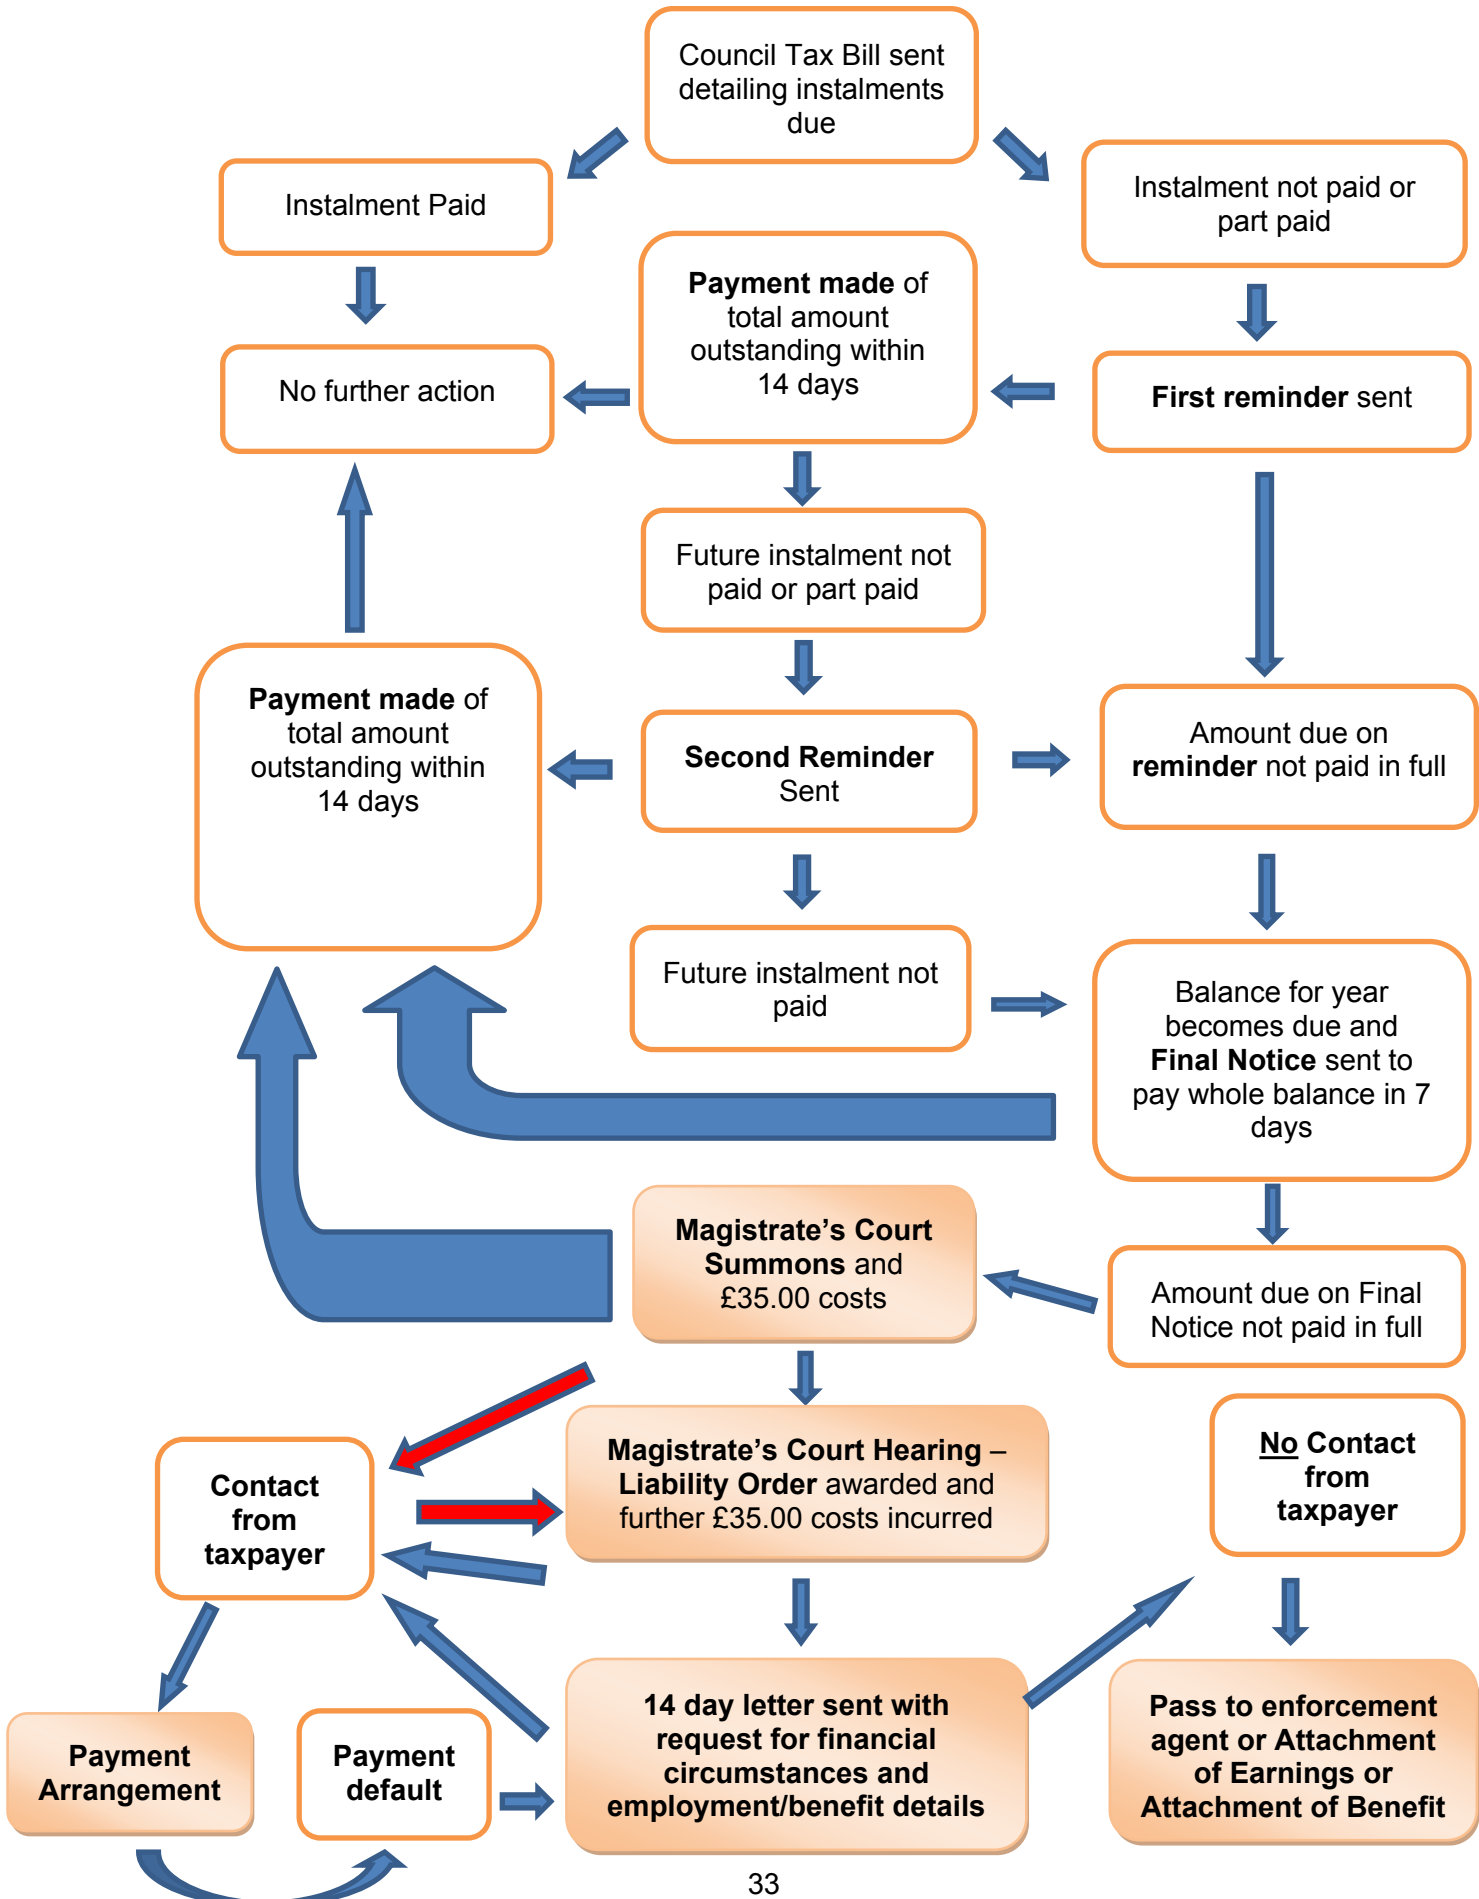 Council Tax Bill sent
detailing instalments
due
Instalment Paid
Instalment not paid or
part paid
Payment made of
total amount
outstanding within
14 days
No further action
First reminder sent
Future instalment not
paid or part paid
Payment made of
total amount
outstanding within
14 days
Second Reminder
Sent
Amount due on
reminder not paid in full
Future instalment not
paid
Balance for year
becomes due and
Final Notice sent to
pay whole balance in 7
days
Magistrate’s Court
Summons and
£35.00 costs
Amount due on Final
Notice not paid in full
Magistrate’s Court Hearing –
Liability Order awarded and
further £35.00 costs incurred
No Contact
from
taxpayer
Contact
from
taxpayer
14 day letter sent with
request for financial
circumstances and
employment/benefit details
Pass to enforcement
agent or Attachment
of Earnings or
Attachment of Benefit
Payment
Arrangement
Payment
default
33